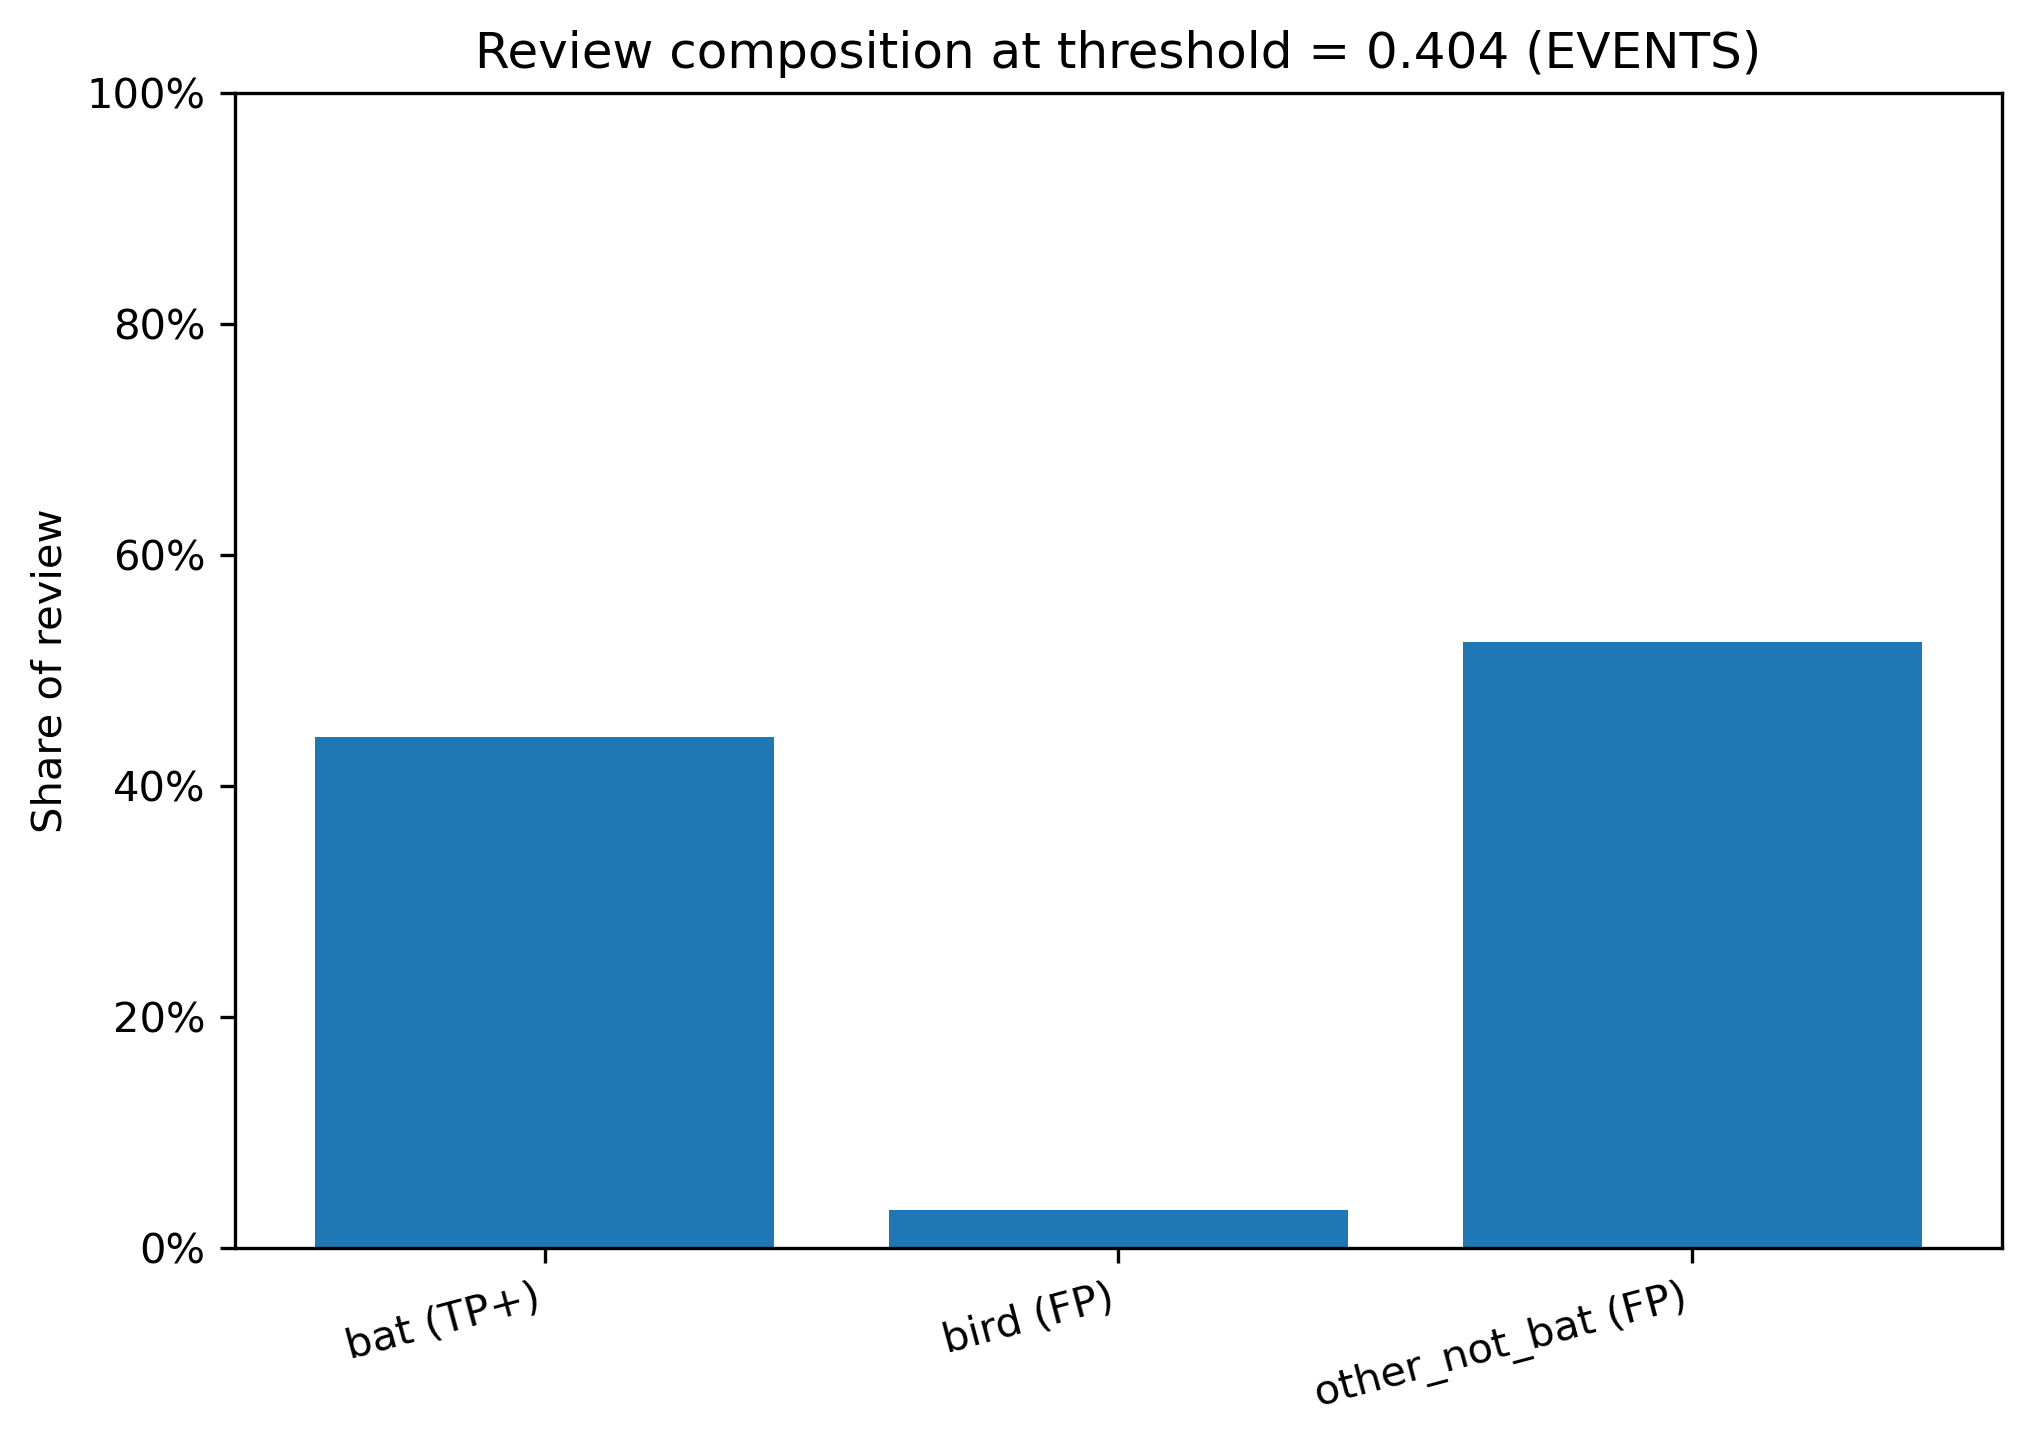 Review composition at threshold = 0.404 (EVENTS)
100%
80%
60%
40%
20%
0%
Share of review
bat (TP+)
bird (FP)
other_not_bat (FP)